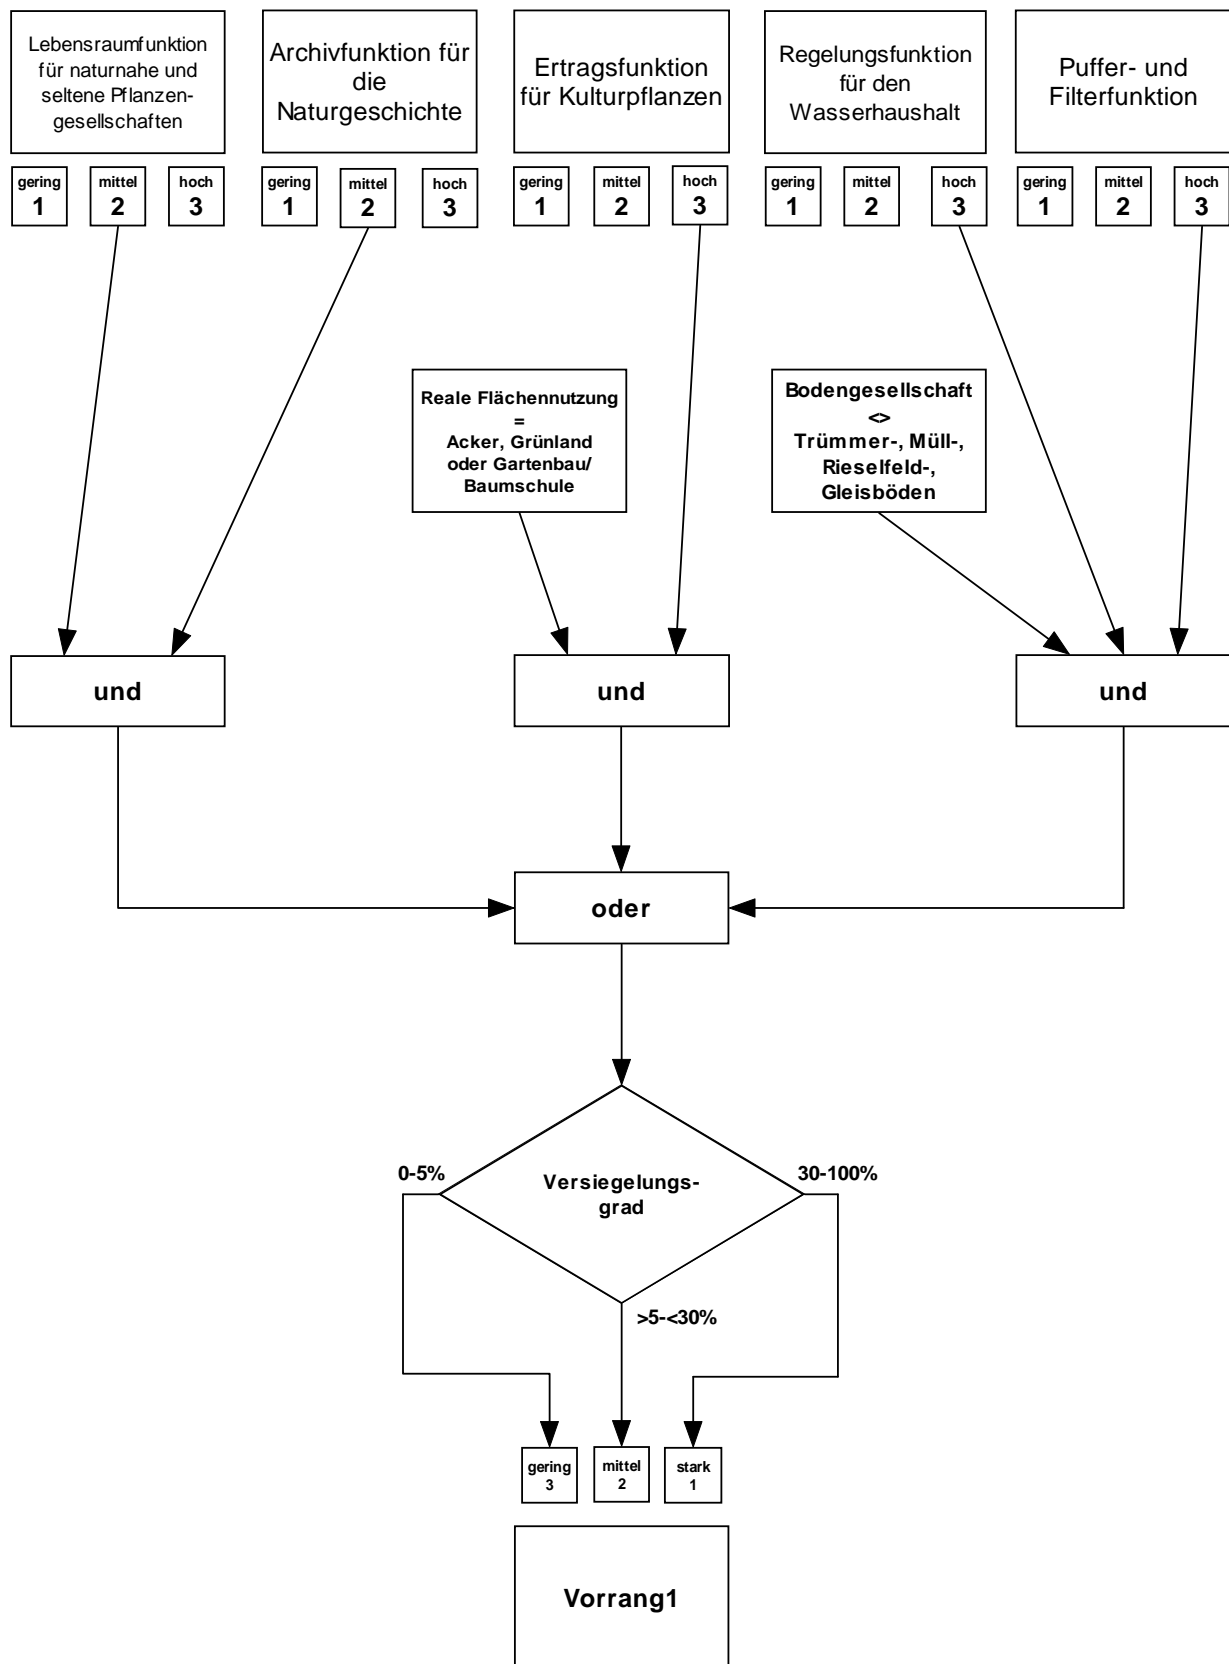 Lebensraumfunktion
für naturnahe und
seltene Pflanzen-
gesellschaften
Archivfunktion für
die
Naturgeschichte
Ertragsfunktion
für Kulturpflanzen
Regelungsfunktion
für den
Wasserhaushalt
Puffer- und
Filterfunktion
gering
1
mittel
2
hoch
3
gering
1
mittel
2
hoch
3
gering
1
mittel
2
hoch
3
gering
1
mittel
2
hoch
3
gering
1
mittel
2
hoch
3
Reale Flächennutzung
=
Acker, Grünland
oder Gartenbau/
Baumschule
Bodengesellschaft
<>
Trümmer-, Müll-,
Rieselfeld-,
Gleisböden
und
und
und
oder
0-5%
Versiegelungs-
grad
30-100%
>5-<30%
gering
3
mittel
2
stark
1
Vorrang1